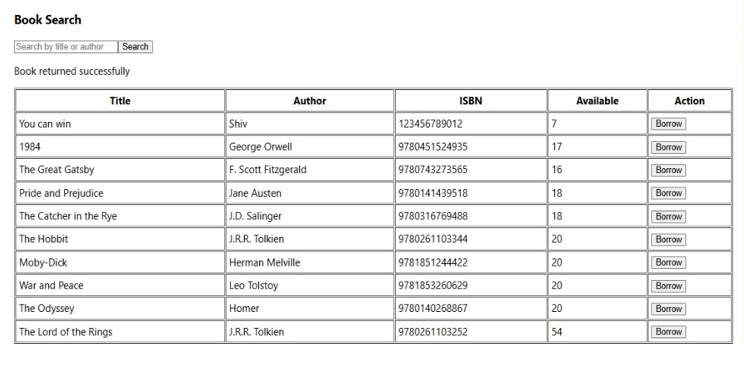 Book Search
Search by title or author Search
Book returned successfully
Title Author ISBN Available Action
You can win Shiv 123456789012 7 Borrow
1984 George Orwell 9780451524935 17 Borrow
The Great Gatsby F. Scott Fitzgerald 9780743273565 16 Borrow
Pride and Prejudice Jane Austen 9780141439518 18 Borrow
The Catcher in the Rye J.D. Salinger 9780316769488 18 Borrow
The Hobbit J.R.R. Tolkien 9780261103344 20 Borrow
Moby-Dick Herman Melville 9781851244422 20 Borrow
War and Peace Leo Tolstoy 9781853260629 20 Borrow
The Odyssey Homer 9780140268867 20 Borrow
The Lord of the Rings J.R.R. Tolkien 9780261103252 54 Borrow